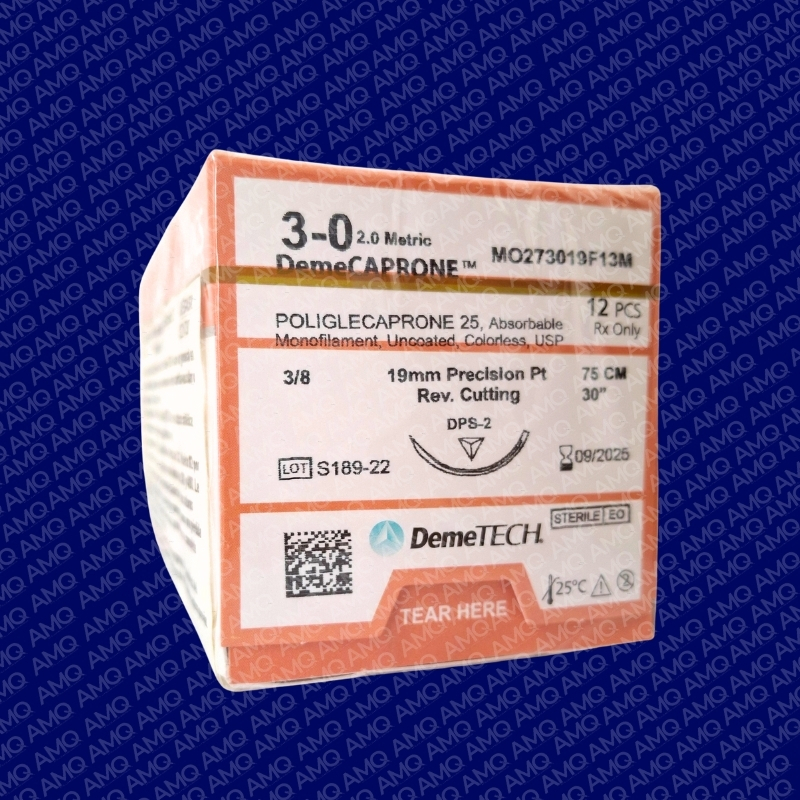 3-0 2.0 Metric
DemeCAPRONE™
MO273019F13M
POLIGLECAPRONE 25, Absorbable
Monofilament, Uncoated, Colorless, USP
12 PCS
Rx Only
3/8
19mm Precision Pt
Rev. Cutting
75 CM
30"
DPS-2
LOT S189-22
09/2025
STERILE EO
DemeTECH.
25°C
TEAR HERE
AMQ